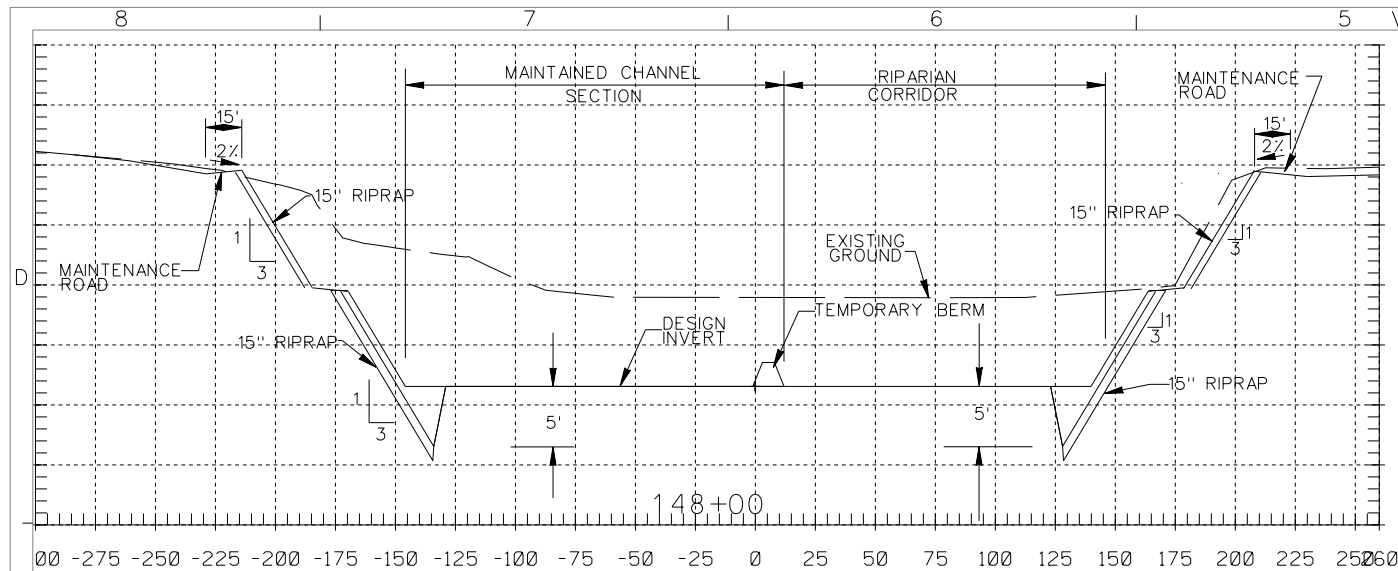 8 7 6 5
MAINTAINED CHANNEL
SECTION
RIPARIAN
CORRIDOR
MAINTENANCE
ROAD
15'
2%
15'
2%
15" RIPRAP
15" RIPRAP
1
3
1
3
EXISTING
GROUND
MAINTENANCE
ROAD
D
TEMPORARY BERM
DESIGN
INVERT
15" RIPRAP
1
3
15" RIPRAP
1
3
5'
5'
148+00
00 -275 -250 -225 -200 -175 -150 -125 -100 -75 -50 -25 0 25 50 75 100 125 150 175 200 225 260